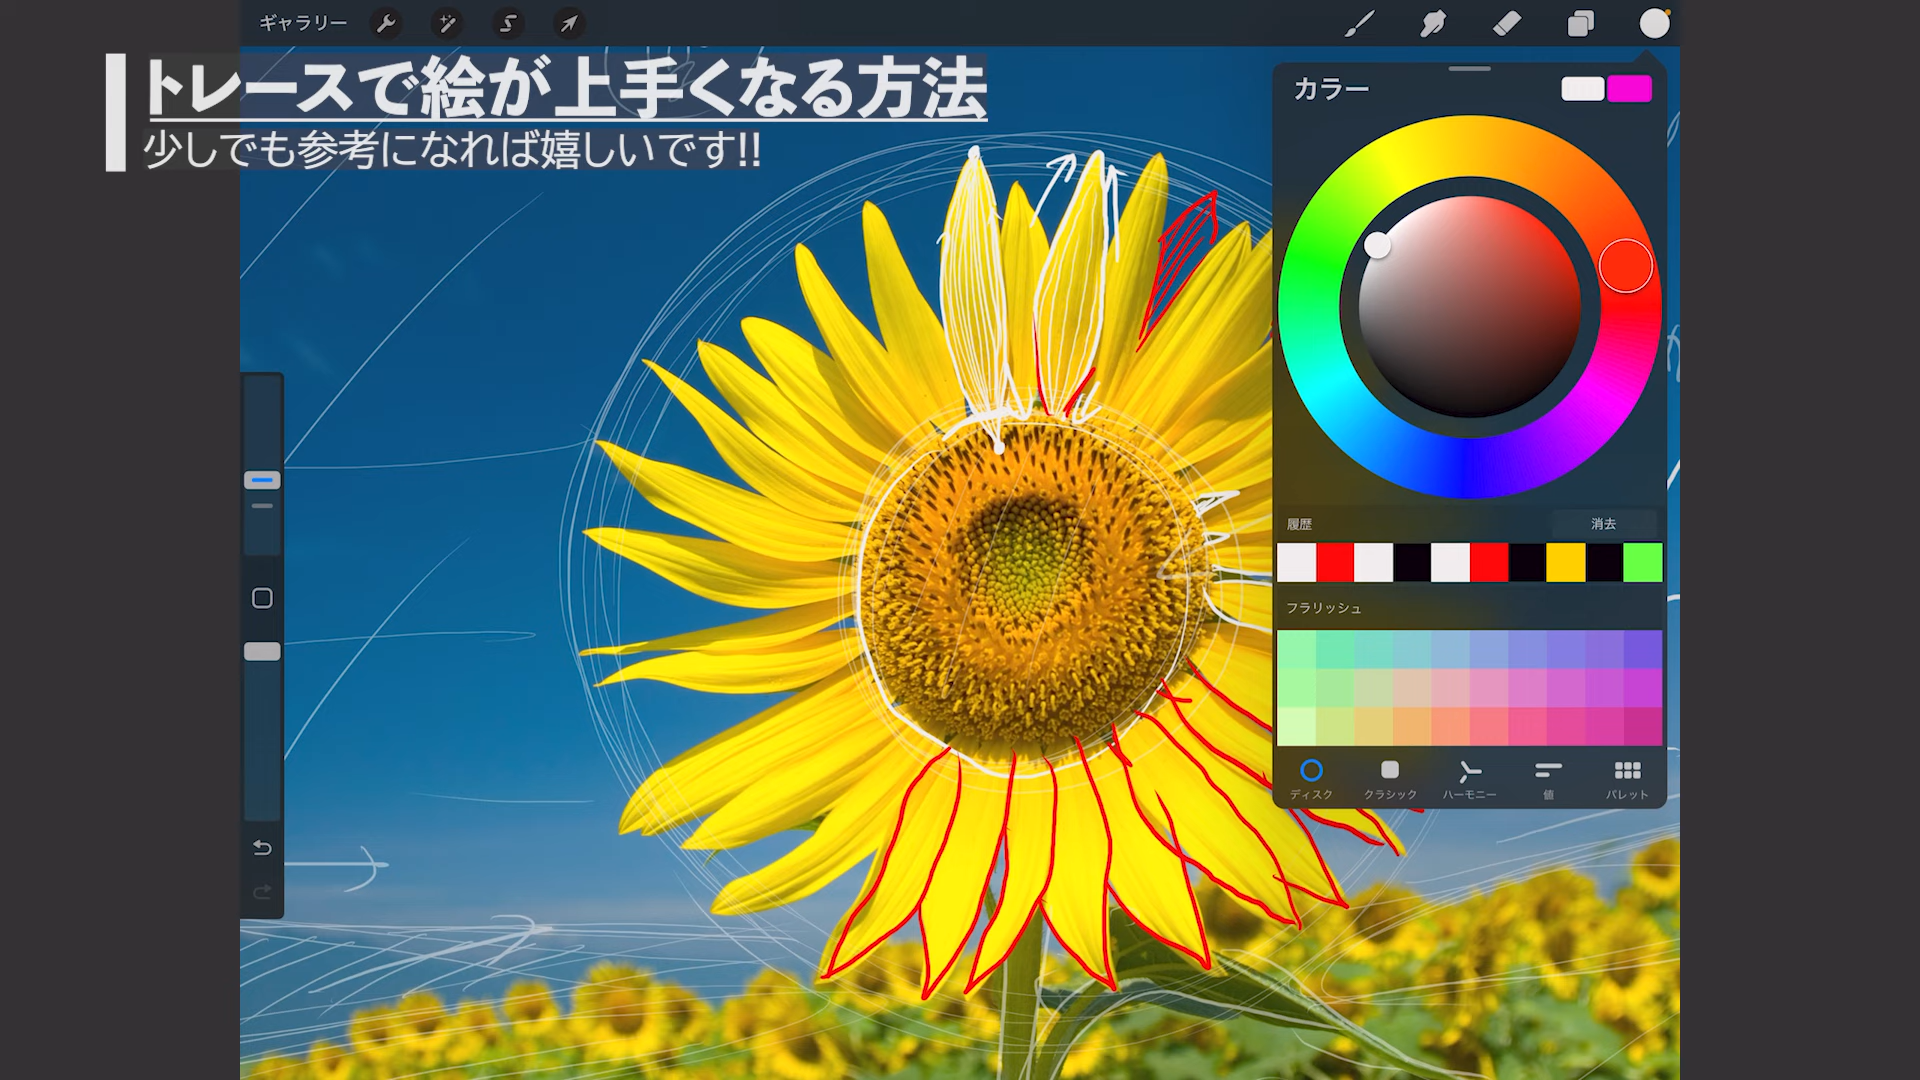 ギャラリー
トレースで絵が上手くなる方法
少しでも参考になれば嬉しいです!!
カラー
履歴
消去
フラリッシュ
ディスク
クラシック
ハーモニー
値
パレット